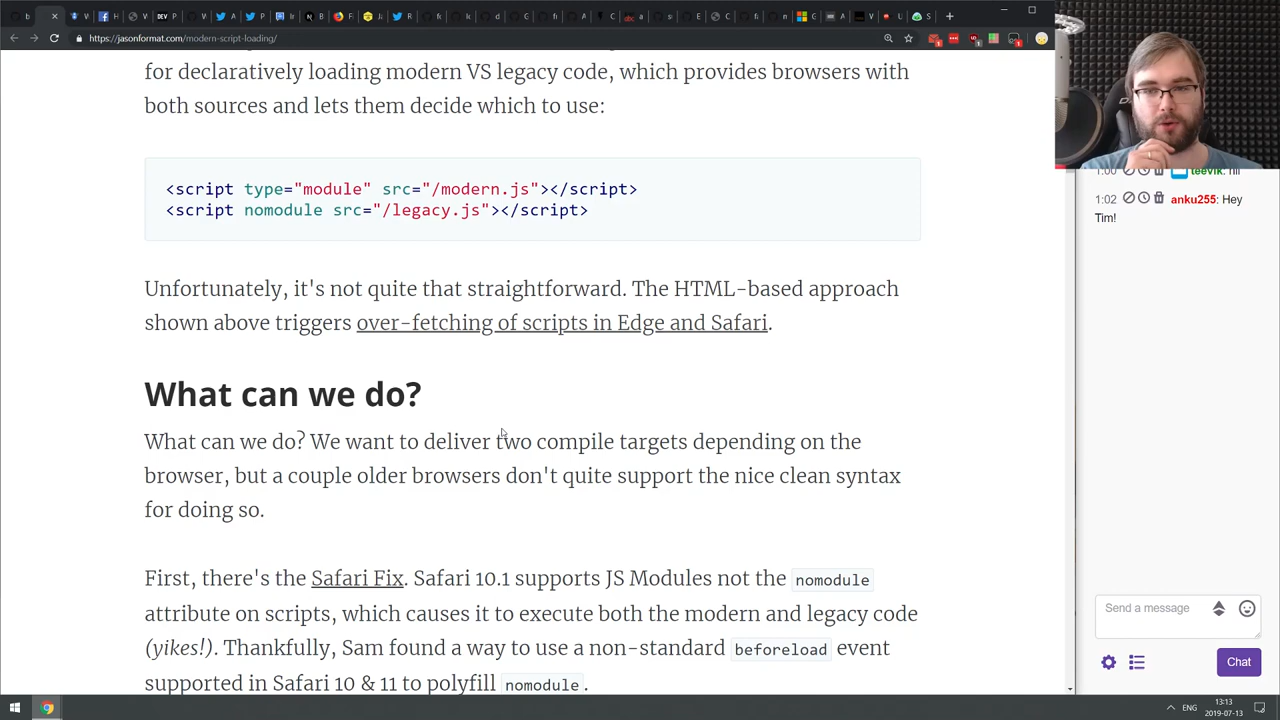 https://jasonformat.com/modern-script-loading/
for declaratively loading modern VS legacy code, which provides browsers with
both sources and lets them decide which to use:
<script type="module" src="/modern.js"></script>
<script nomodule src="/legacy.js"></script>
Unfortunately, it's not quite that straightforward. The HTML-based approach
shown above triggers over-fetching of scripts in Edge and Safari.
What can we do?
What can we do? We want to deliver two compile targets depending on the
browser, but a couple older browsers don't quite support the nice clean syntax
for doing so.
First, there's the Safari Fix. Safari 10.1 supports JS Modules not the nomodule
attribute on scripts, which causes it to execute both the modern and legacy code
(yikes!). Thankfully, Sam found a way to use a non-standard beforeload event
supported in Safari 10 & 11 to polyfill nomodule.
1:00 teevik:
1:02 anku255: Hey
Tim!
Send a message
Chat
ENG
13:13
2019-07-13